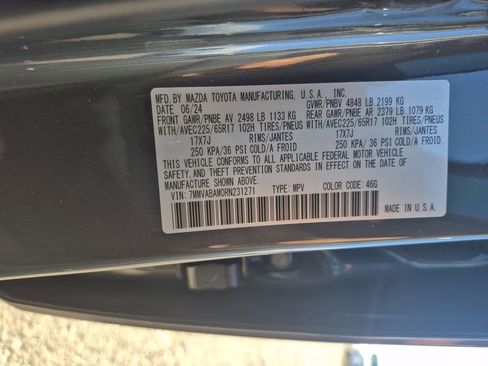 MFD. BY MAZDA TOYOTA MANUFACTURING, U.S.A., INC.
DATE: 06/24 GVWR/PNBV 4848 LB 2199 KG
FRONT GAWR/PNBE AV 2498 LB 1133 KG REAR GAWR/PNBE AR 2379 LB 1079 KG
WITH/AVEC225/65R17 102H TIRES/PNEUS WITH/AVEC225/65R17 102H TIRES/PNEUS
17X7J RIMS/JANTES 17X7J RIMS/JANTES
250 KPA/36 PSI COLD/A FROID 250 KPA/36 PSI COLD/A FROID
THIS VEHICLE CONFORMS TO ALL APPLICABLE FEDERAL MOTOR VEHICLE
SAFETY, AND THEFT PREVENTION STANDARDS IN EFFECT ON THE DATE OF
MANUFACTURE SHOWN ABOVE.
VIN: 7MMVABAM0RN231271 TYPE: MPV COLOR CODE: 46G
MADE IN U.S.A.